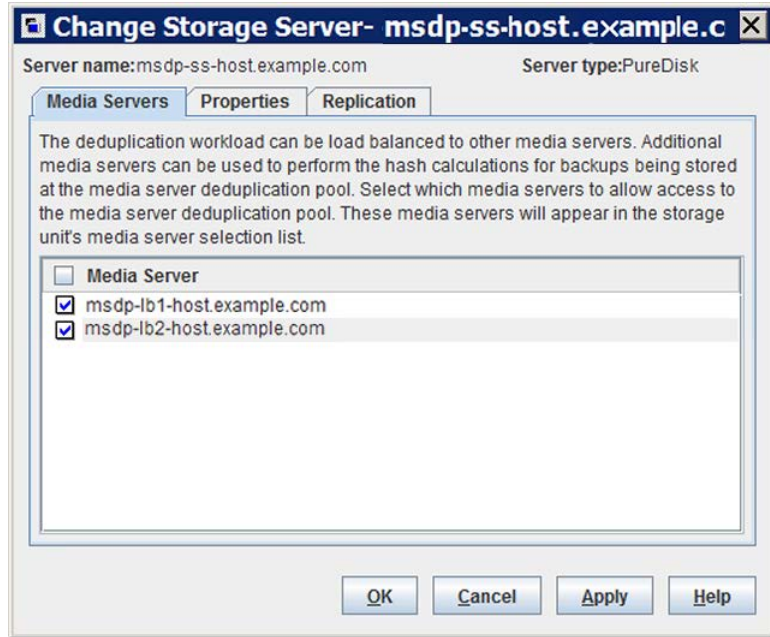 Change Storage Server- msdp-ss-host.example.c
Server name:msdp-ss-host.example.com Server type:PureDisk
Media Servers Properties Replication
The deduplication workload can be load balanced to other media servers. Additional
media servers can be used to perform the hash calculations for backups being stored
at the media server deduplication pool. Select which media servers to allow access to
the media server deduplication pool. These media servers will appear in the storage
unit's media server selection list.
Media Server
msdp-lb1-host.example.com
msdp-lb2-host.example.com
OK Cancel Apply Help